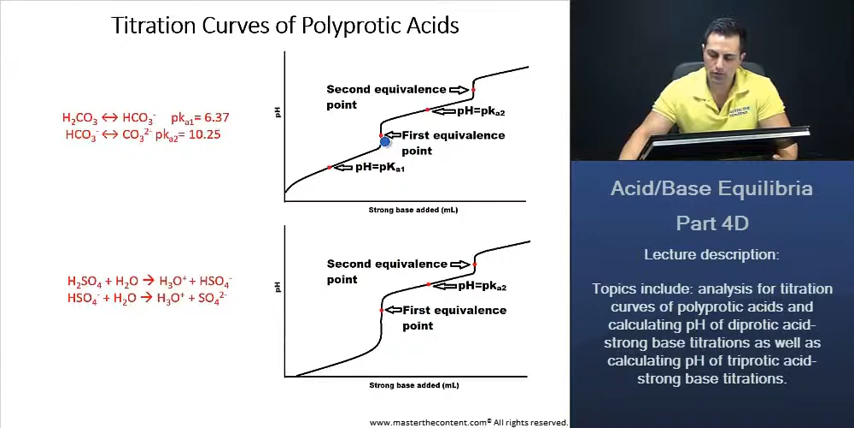 Titration Curves of Polyprotic Acids
H₂CO₃ ↔ HCO₃⁻ pkₐ₁= 6.37
HCO₃⁻ ↔ CO₃²⁻ pkₐ₂= 10.25
pH
Second equivalence
point
pH=pkₐ₂
First equivalence
point
pH=pKₐ₁
Strong base added (mL)
H₂SO₄ + H₂O → H₃O⁺ + HSO₄⁻
HSO₄⁻ + H₂O → H₃O⁺ + SO₄²⁻
pH
Second equivalence
point
pH=pkₐ₂
First equivalence
point
Strong base added (mL)
www.masterthecontent.com© All rights reserved.
Acid/Base Equilibria
Part 4D
Lecture description:
Topics include: analysis for titration
curves of polyprotic acids and
calculating pH of diprotic acid-
strong base titrations as well as
calculating pH of triprotic acid-
strong base titrations.